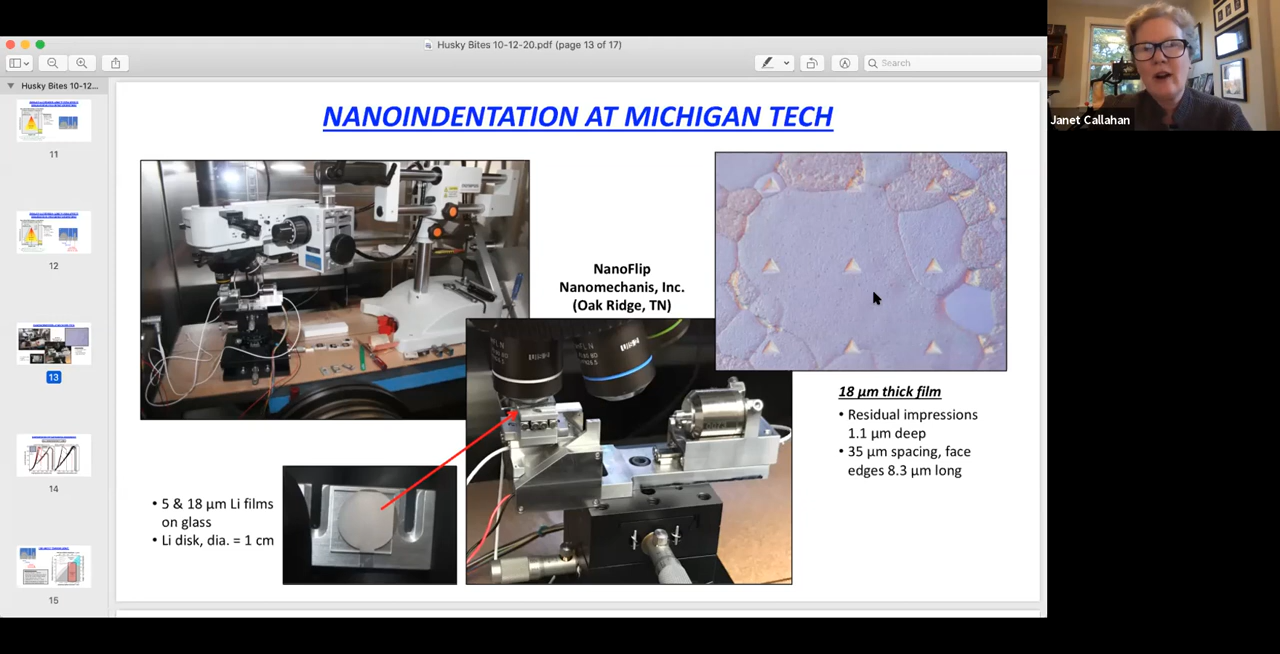 Husky Bites 10-12-20.pdf (page 13 of 17)
Search
Husky Bites 10-12...
11
12
13
14
15
NANOINDENTATION AT MICHIGAN TECH
NanoFlip
Nanomechanis, Inc.
(Oak Ridge, TN)
18 µm thick film
• Residual impressions
1.1 µm deep
• 35 µm spacing, face
edges 8.3 µm long
• 5 & 18 µm Li films
on glass
• Li disk, dia. = 1 cm
Janet Callahan